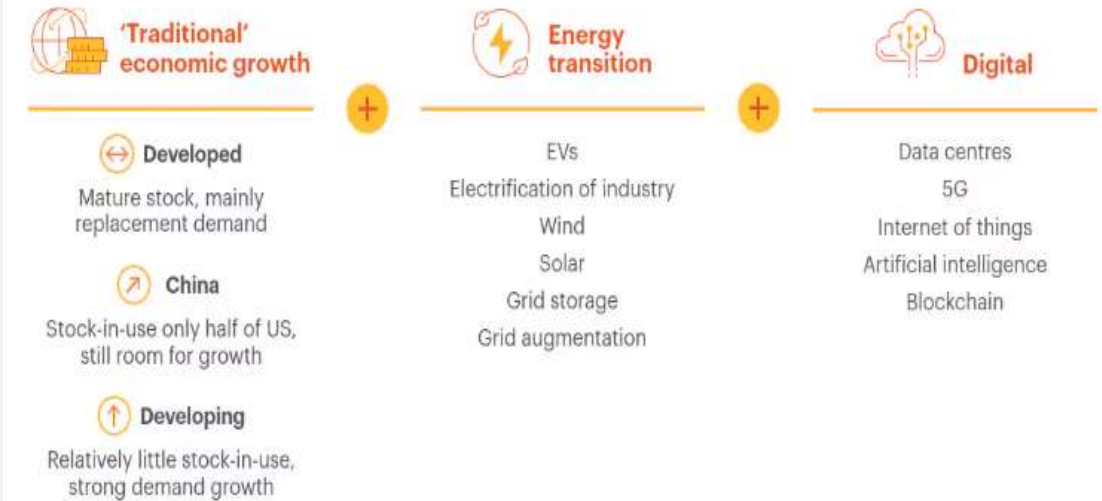 ‘Traditional’
economic growth
Developed
Mature stock, mainly
replacement demand
China
Stock-in-use only half of US,
still room for growth
Developing
Relatively little stock-in-use,
strong demand growth
+
Energy
transition
EVs
Electrification of industry
Wind
Solar
Grid storage
Grid augmentation
+
Digital
Data centres
5G
Internet of things
Artificial intelligence
Blockchain